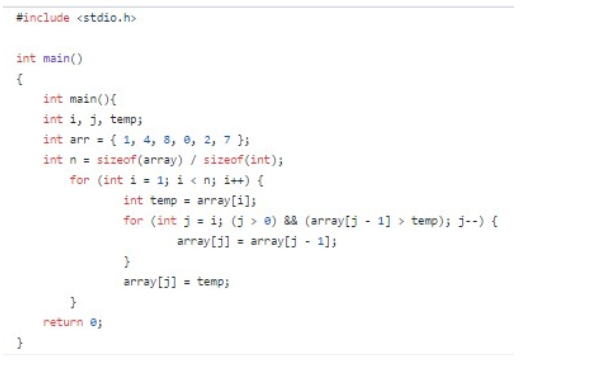 #include <stdio.h>
int main()
{
int main(){
int i, j, temp;
int arr = { 1, 4, 8, 0, 2, 7 };
int n = sizeof(array) / sizeof(int);
for (int i = 1; i < n; i++) {
int temp = array[i];
for (int j = i; (j > 0) && (array[j - 1] > temp); j--) {
array[j] = array[j - 1];
}
array[j] = temp;
}
return 0;
}